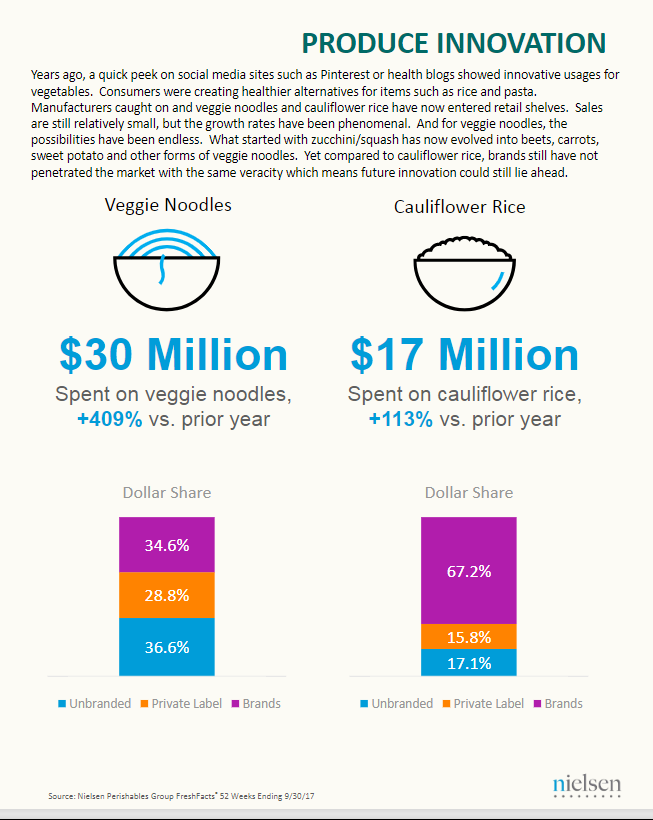 PRODUCE INNOVATION
Years ago, a quick peek on social media sites such as Pinterest or health blogs showed innovative usages for
vegetables. Consumers were creating healthier alternatives for items such as rice and pasta.
Manufacturers caught on and veggie noodles and cauliflower rice have now entered retail shelves. Sales
are still relatively small, but the growth rates have been phenomenal. And for veggie noodles, the
possibilities have been endless. What started with zucchini/squash has now evolved into beets, carrots,
sweet potato and other forms of veggie noodles. Yet compared to cauliflower rice, brands still have not
penetrated the market with the same veracity which means future innovation could still lie ahead.
Veggie Noodles
$30 Million
Spent on veggie noodles,
+409% vs. prior year
Dollar Share
34.6%
28.8%
36.6%
Unbranded Private Label Brands
Cauliflower Rice
$17 Million
Spent on cauliflower rice,
+113% vs. prior year
Dollar Share
67.2%
15.8%
17.1%
Unbranded Private Label Brands
Source: Nielsen Perishables Group FreshFacts® 52 Weeks Ending 9/30/17
nielsen